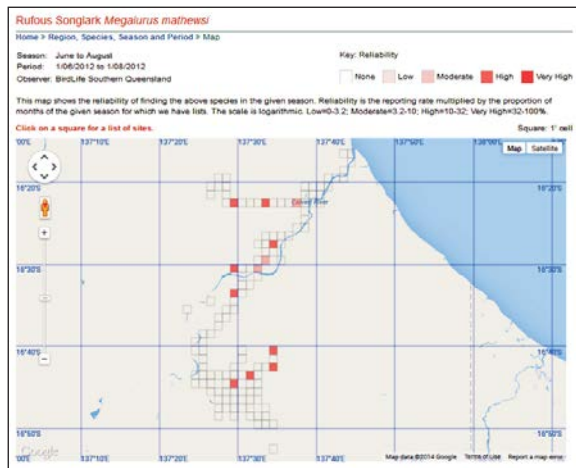 Rufous Songlark Megalurus mathewsi
Home > Region, Species, Season and Period > Map
Season: June to August
Period: 1/06/2012 to 1/08/2012
Observer: BirdLife Southern Queensland
Key: Reliability
None Low Moderate High Very High
This map shows the reliability of finding the above species in the given season. Reliability is the reporting rate multiplied by the proportion of
months of the given season for which we have lists. The scale is logarithmic. Low=0-3.2; Moderate=3.2-10; High=10-32; Very High=32-100%.
Click on a square for a list of sites.
Square: 1' cell
00'E 137°10'E 137°20'E 137°30'E 137°40'E 137°50'E 138°00'E
Map Satellite
16°20'S 16°20'S
River
16°30'S 16°30'S
16°40'S 16°40'S
16°50'S 16°50'S
Google
00'E 137°10'E 137°20'E 137°30'E 137°40'E
Map data ©2014 Google Terms of Use Report a map error